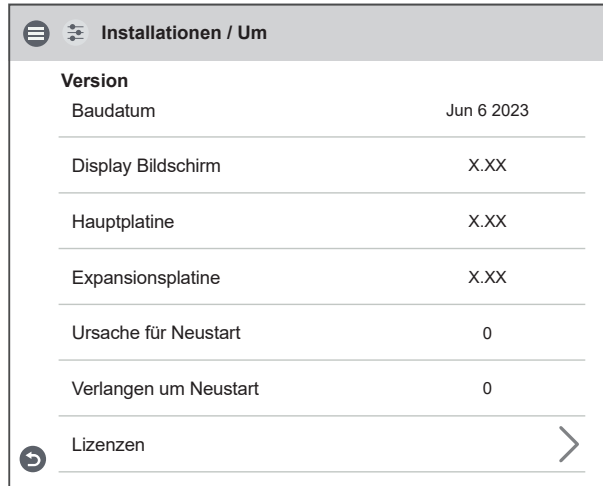 Installationen / Um
Version
Baudatum Jun 6 2023
Display Bildschirm X.XX
Hauptplatine X.XX
Expansionsplatine X.XX
Ursache für Neustart 0
Verlangen um Neustart 0
Lizenzen